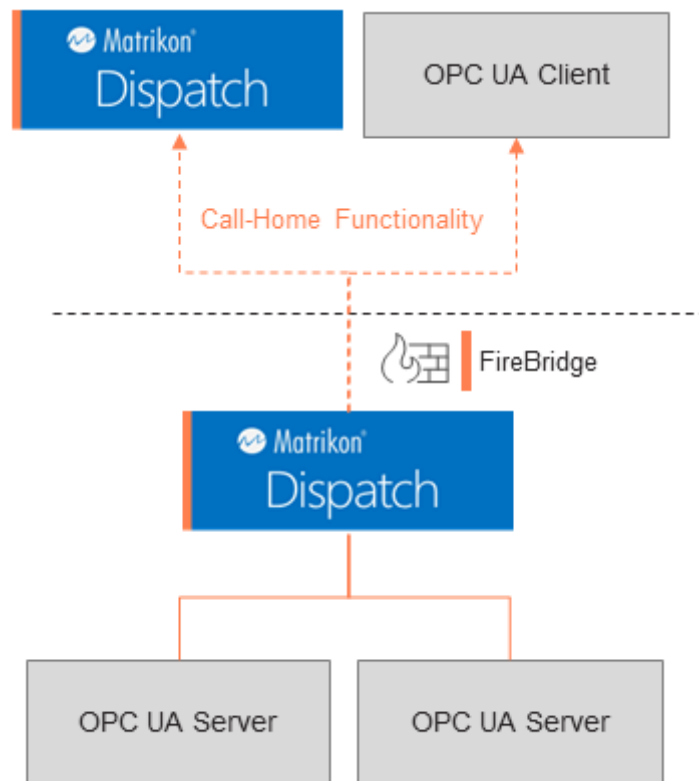 Matrikon®
Dispatch
OPC UA Client
Call-Home Functionality
FireBridge
Matrikon®
Dispatch
OPC UA Server
OPC UA Server